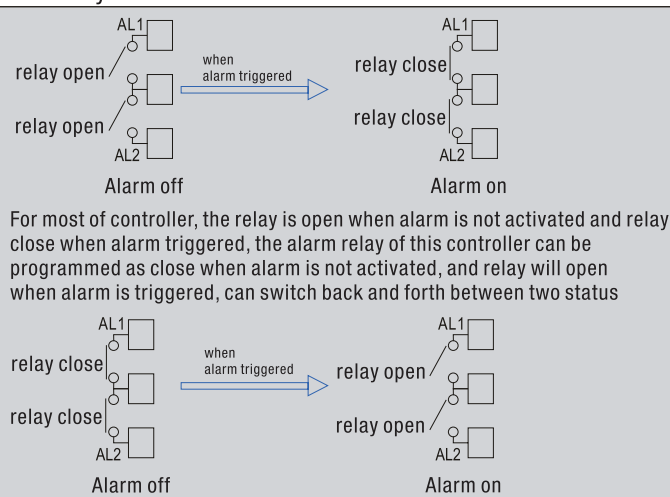 AL1
relay open
relay open
AL2
Alarm off
when
alarm triggered
AL1
relay close
relay close
AL2
Alarm on
For most of controller, the relay is open when alarm is not activated and relay
close when alarm triggered, the alarm relay of this controller can be
programmed as close when alarm is not activated, and relay will open
when alarm is triggered, can switch back and forth between two status
AL1
relay close
relay close
AL2
Alarm off
when
alarm triggered
AL1
relay open
relay open
AL2
Alarm on